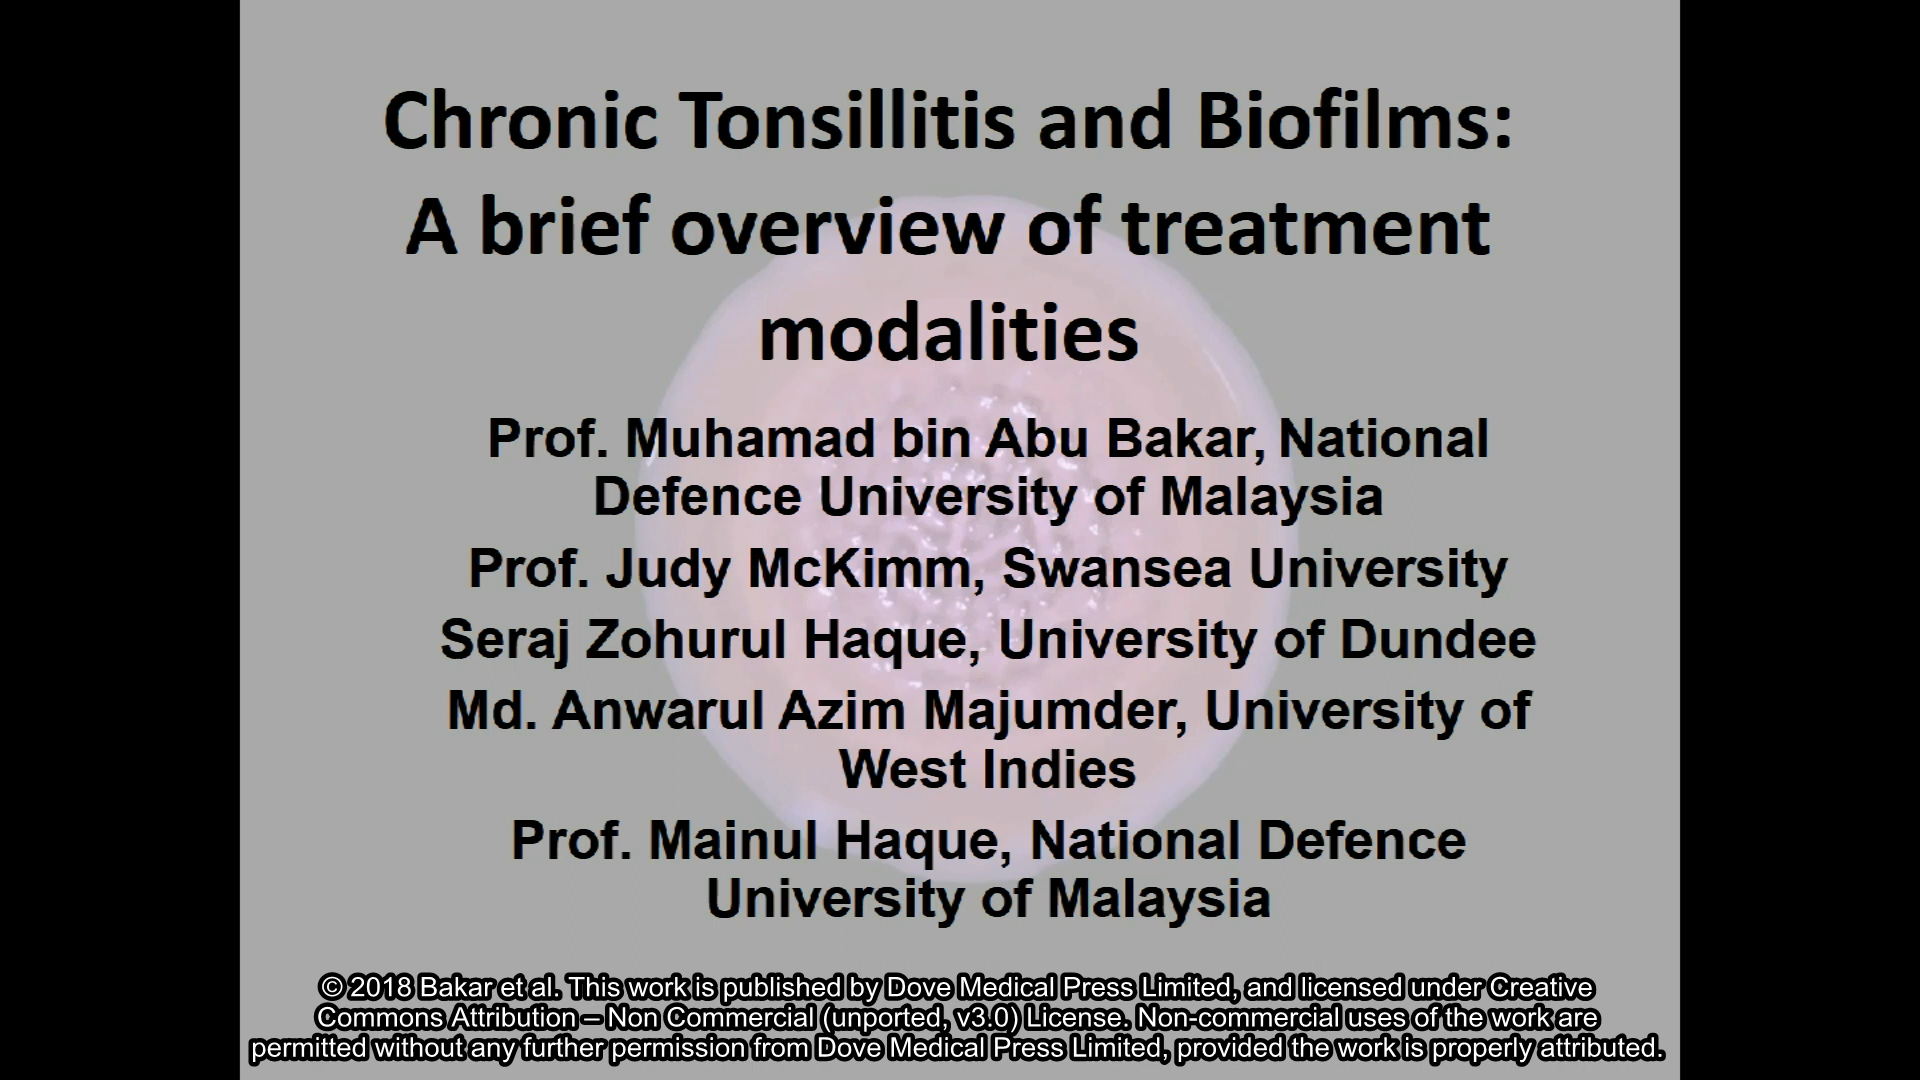 Chronic Tonsillitis and Biofilms:
A brief overview of treatment
modalities
Prof. Muhamad bin Abu Bakar, National
Defence University of Malaysia
Prof. Judy McKimm, Swansea University
Seraj Zohurul Haque, University of Dundee
Md. Anwarul Azim Majumder, University of
West Indies
Prof. Mainul Haque, National Defence
University of Malaysia
© 2018 Bakar et al. This work is published by Dove Medical Press Limited, and licensed under Creative
Commons Attribution – Non Commercial (unported, v3.0) License. Non-commercial uses of the work are
permitted without any further permission from Dove Medical Press Limited, provided the work is properly attributed.